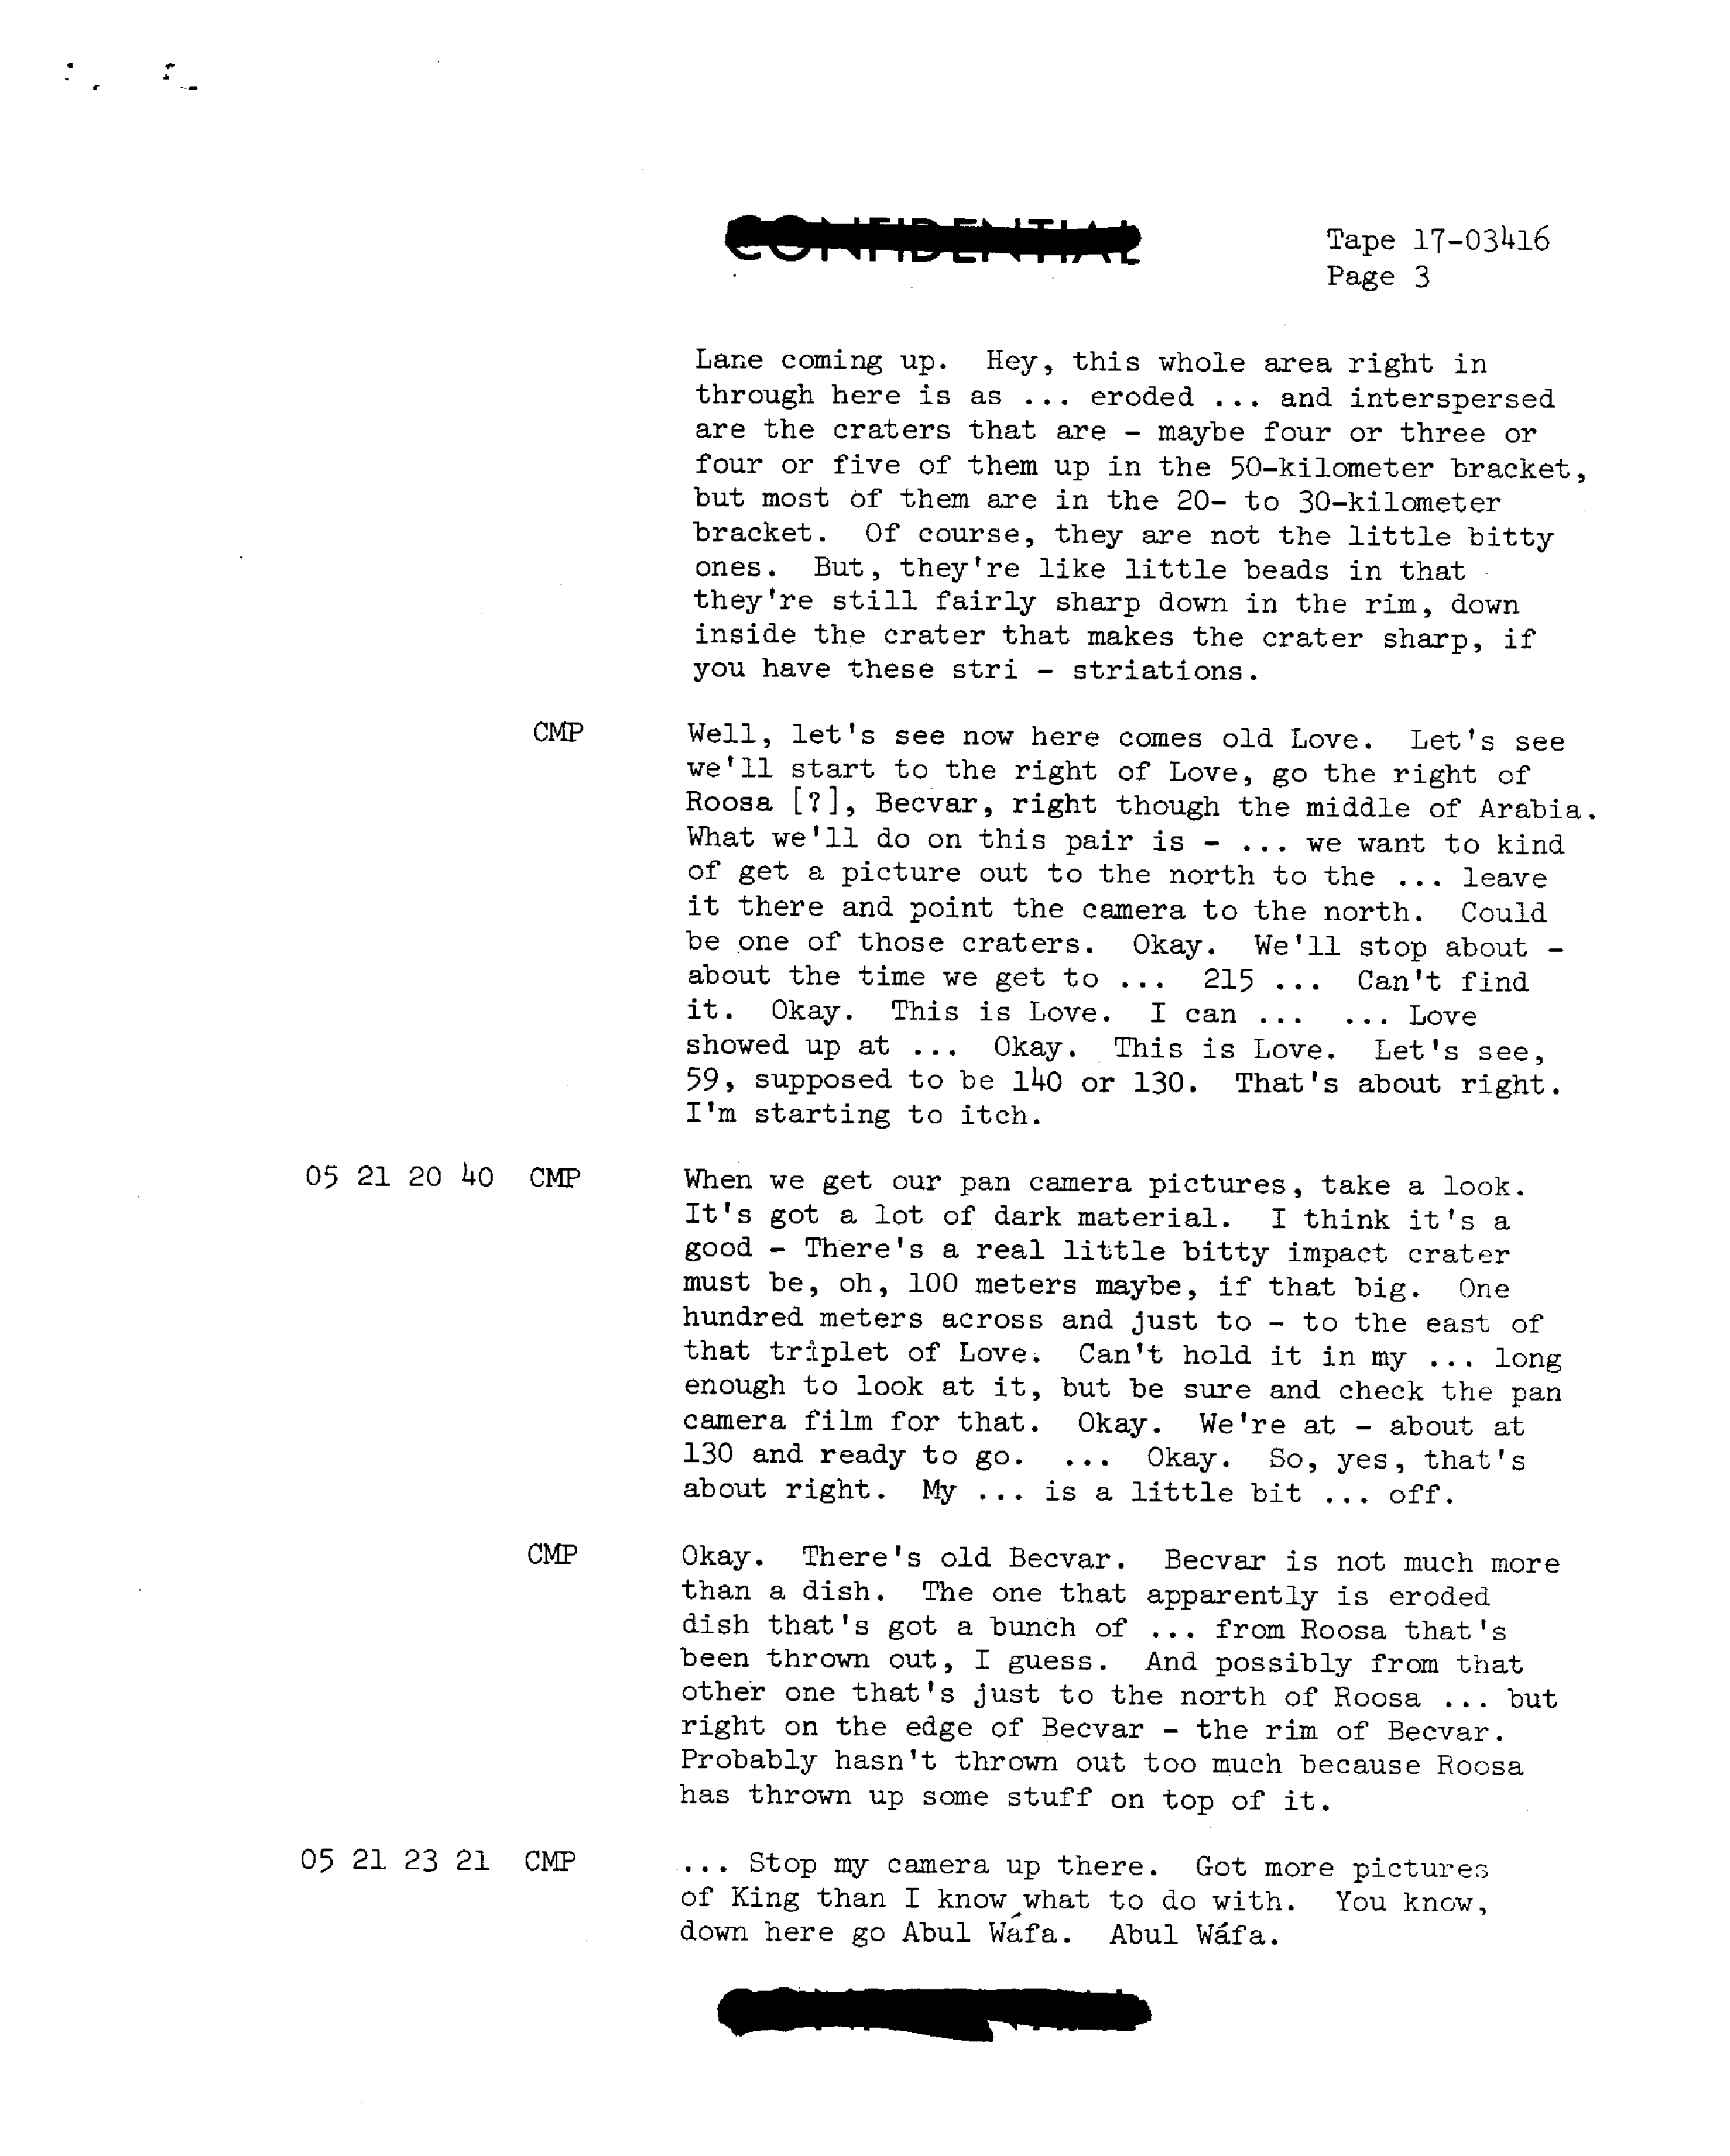 CONFIDENTIAL
Tape 17-03416
Page 3
Lane coming up. Hey, this whole area right in
through here is as ... eroded ... and interspersed
are the craters that are - maybe four or three or
four or five of them up in the 50-kilometer bracket,
but most of them are in the 20- to 30-kilometer
bracket. Of course, they are not the little bitty
ones. But, they're like little beads in that
they're still fairly sharp down in the rim, down
inside the crater that makes the crater sharp, if
you have these stri - striations.
CMP Well, let's see now here comes old Love. Let's see
we'll start to the right of Love, go the right of
Roosa [?], Becvar, right though the middle of Arabia.
What we'll do on this pair is - ... we want to kind
of get a picture out to the north to the ... leave
it there and point the camera to the north. Could
be one of those craters. Okay. We'll stop about -
about the time we get to ... 215 ... Can't find
it. Okay. This is Love. I can ... ... Love
showed up at ... Okay. This is Love. Let's see,
59, supposed to be 140 or 130. That's about right.
I'm starting to itch.
05 21 20 40 CMP When we get our pan camera pictures, take a look.
It's got a lot of dark material. I think it's a
good - There's a real little bitty impact crater
must be, oh, 100 meters maybe, if that big. One
hundred meters across and just to - to the east of
that triplet of Love. Can't hold it in my ... long
enough to look at it, but be sure and check the pan
camera film for that. Okay. We're at - about at
130 and ready to go. ... Okay. So, yes, that's
about right. My ... is a little bit ... off.
CMP Okay. There's old Becvar. Becvar is not much more
than a dish. The one that apparently is eroded
dish that's got a bunch of ... from Roosa that's
been thrown out, I guess. And possibly from that
other one that's just to the north of Roosa ... but
right on the edge of Becvar - the rim of Becvar.
Probably hasn't thrown out too much because Roosa
has thrown up some stuff on top of it.
05 21 23 21 CMP ... Stop my camera up there. Got more pictures
of King than I know what to do with. You know,
down here go Abul Wáfa. Abul Wáfa.